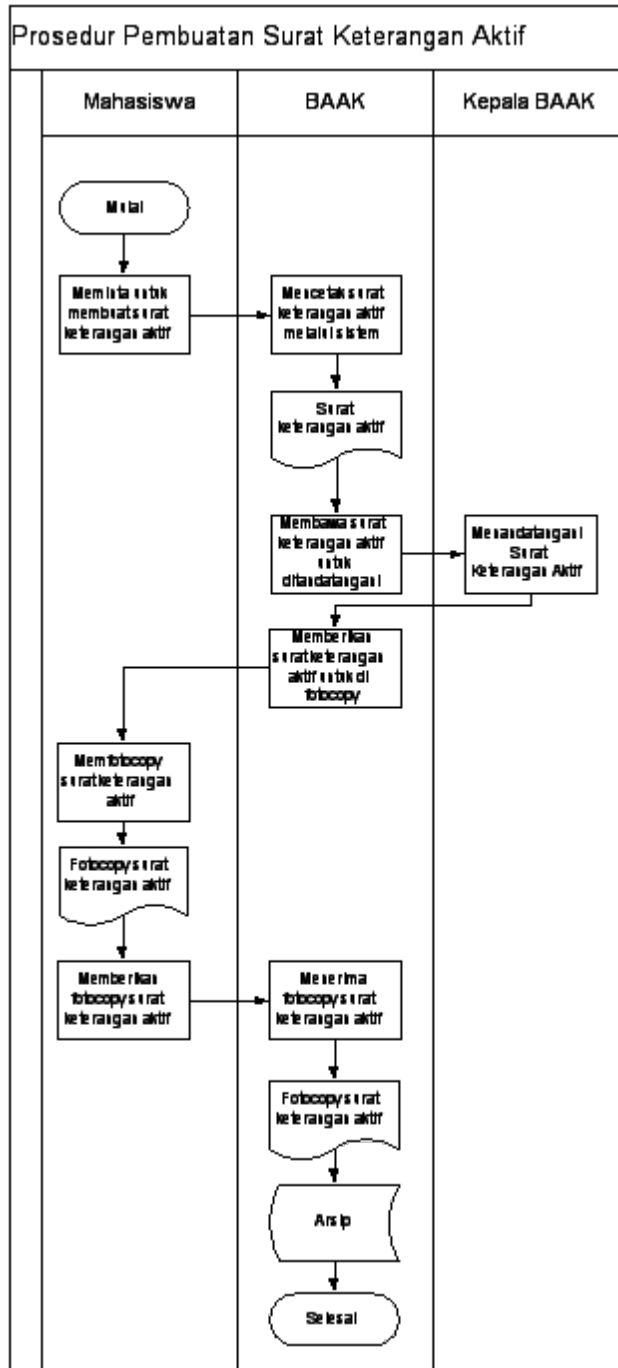 Prosedur Pembuatan Surat Keterangan Aktif
Mahasiswa
BAAK
Kepala BAAK
Mulai
Meminta untuk
membuat surat
keterangan aktif
Mencetak surat
keterangan aktif
melalui sistem
Surat
keterangan aktif
Membawa surat
keterangan aktif
untuk
ditandatangani
Menandatangani
Surat
Keterangan Aktif
Memberikan
surat keterangan
aktif untuk di
fotocopy
Memfotocopy
surat keterangan
aktif
Fotocopy surat
keterangan aktif
Memberikan
fotocopy surat
keterangan aktif
Menerima
fotocopy surat
keterangan aktif
Fotocopy surat
keterangan aktif
Arsip
Selesai